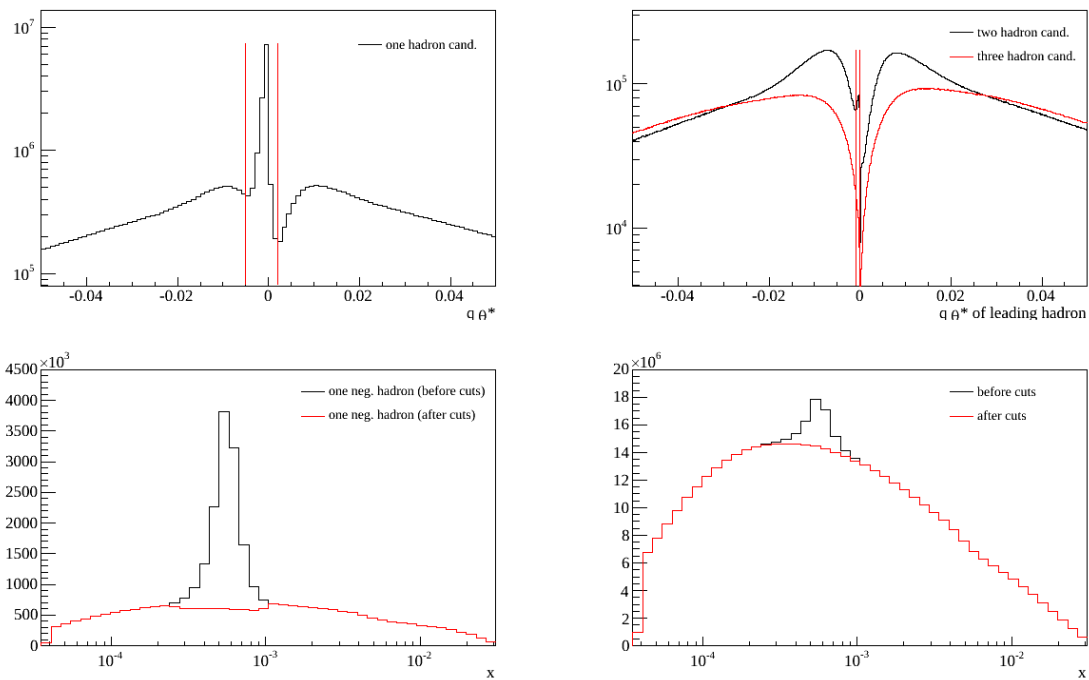 10^7
one hadron cand.
10^6
10^5
-0.04 -0.02 0 0.02 0.04
q θ*
two hadron cand.
three hadron cand.
10^5
10^4
-0.04 -0.02 0 0.02 0.04
q θ* of leading hadron
×10^3
4500
one neg. hadron (before cuts)
4000
one neg. hadron (after cuts)
3500
3000
2500
2000
1500
1000
500
0
10^-4 10^-3 10^-2
x
×10^6
20
before cuts
18
after cuts
16
14
12
10
8
6
4
2
0
10^-4 10^-3 10^-2
x